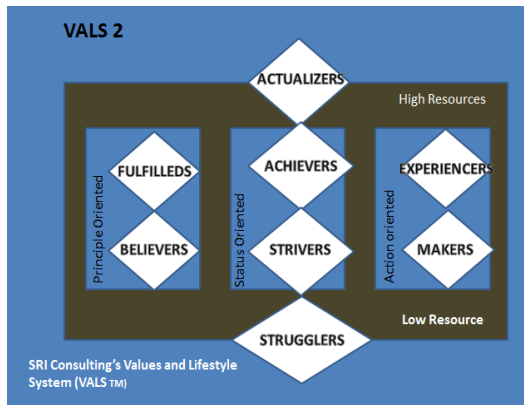 VALS 2
ACTUALIZERS
High Resources
Principle Oriented
FULFILLEDS
BELIEVERS
Status Oriented
ACHIEVERS
STRIVERS
Action oriented
EXPERIENCERS
MAKERS
Low Resource
STRUGGLERS
SRI Consulting's Values and Lifestyle
System (VALS TM)